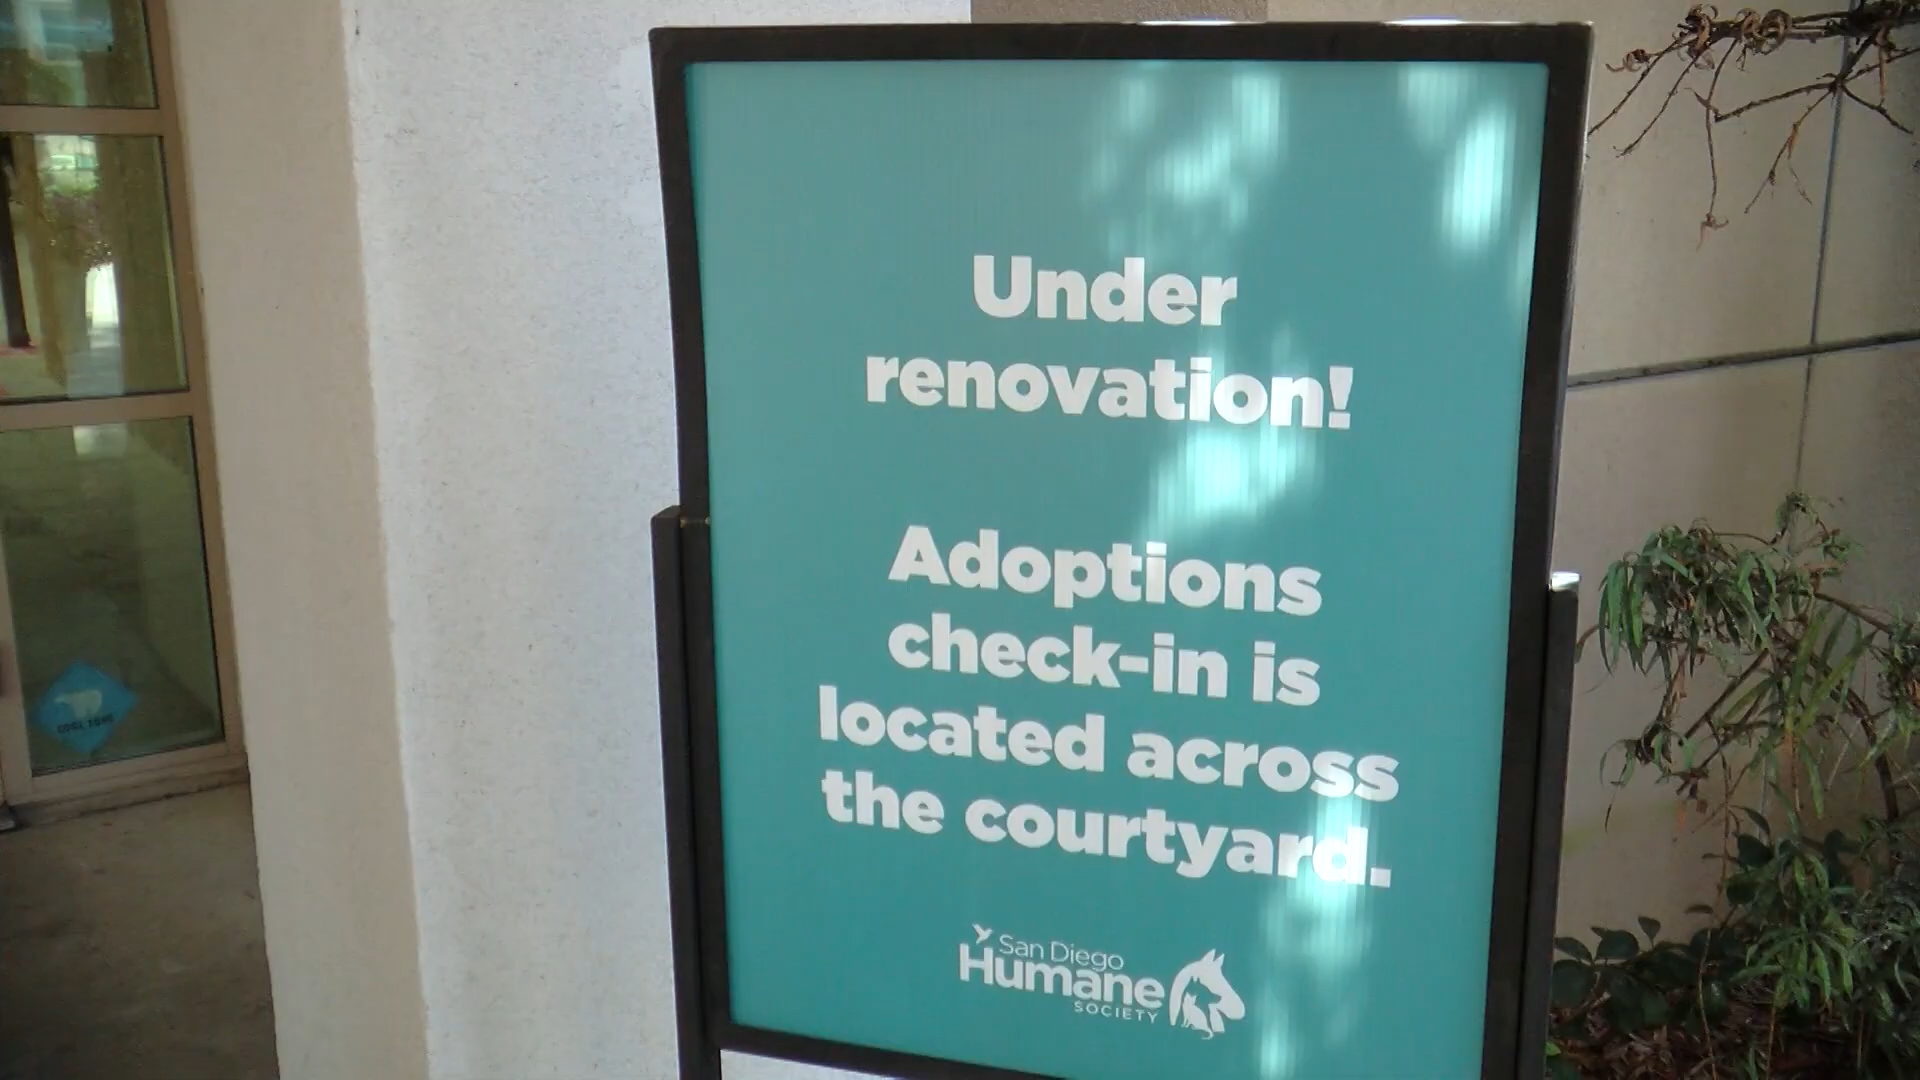 Under
renovation!
Adoptions
check-in is
located across
the courtyard.
San Diego
Humane
SOCIETY